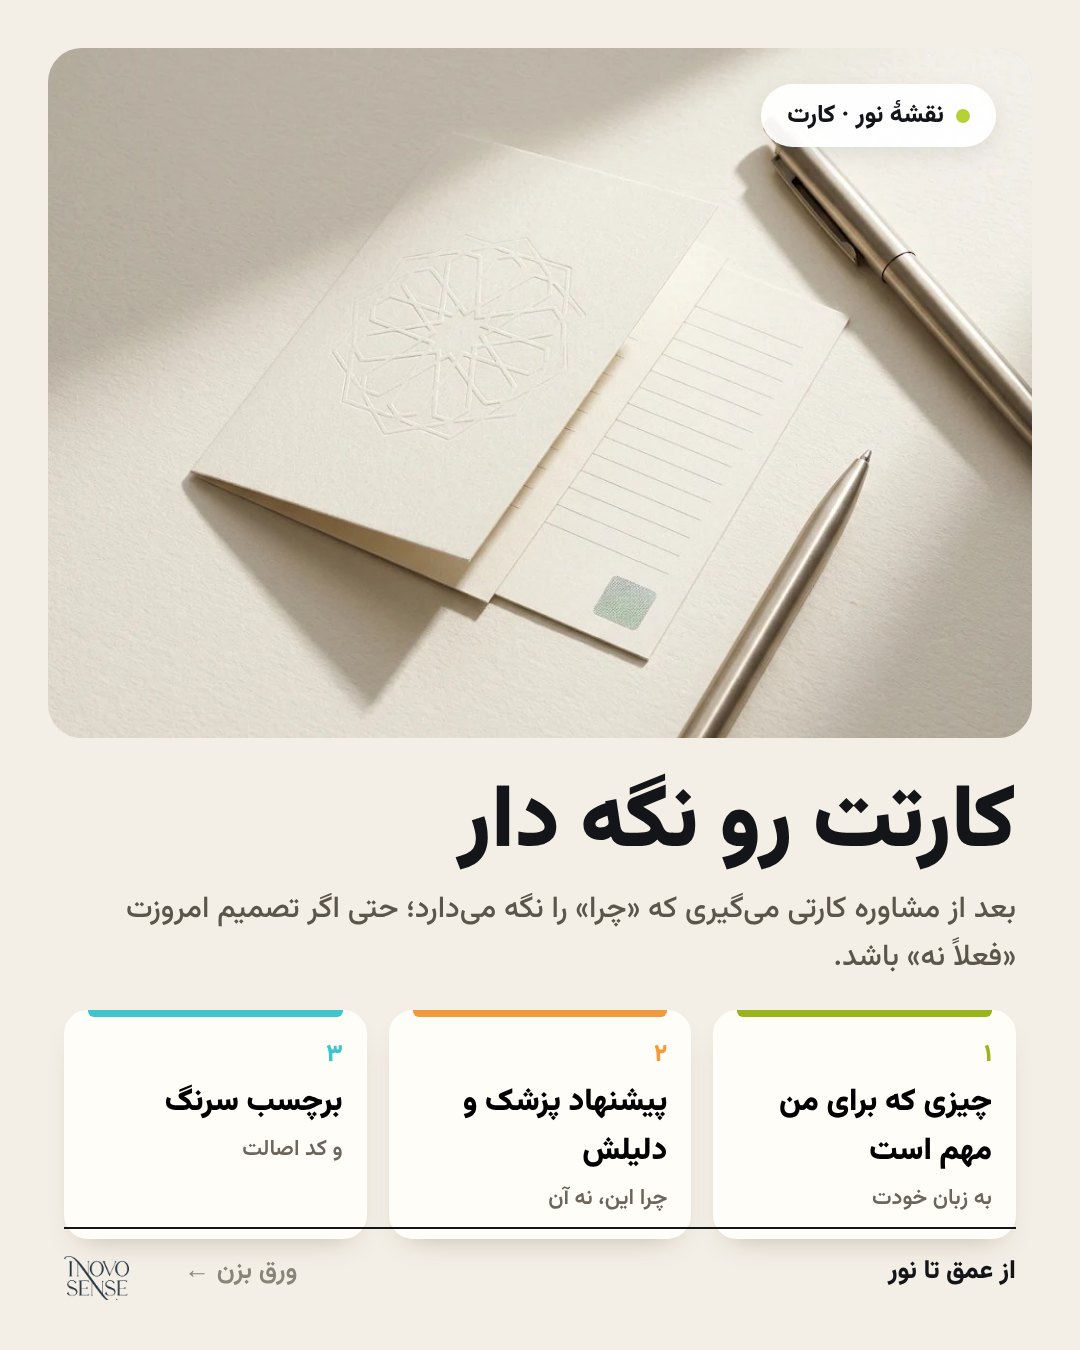 نقشهٔ نور · کارت
کارتت رو نگه دار
بعد از مشاوره کارتی می‌گیری که «چرا» را نگه می‌دارد؛ حتی اگر تصمیم امروزت
«فعلاً نه» باشد.
۱
چیزی که برای من
مهم است
به زبان خودت
۲
پیشنهاد پزشک و
دلیلش
چرا این، نه آن
۳
برچسب سرنگ
و کد اصالت
از عمق تا نور
ورق بزن ←
INOVO
SENSE